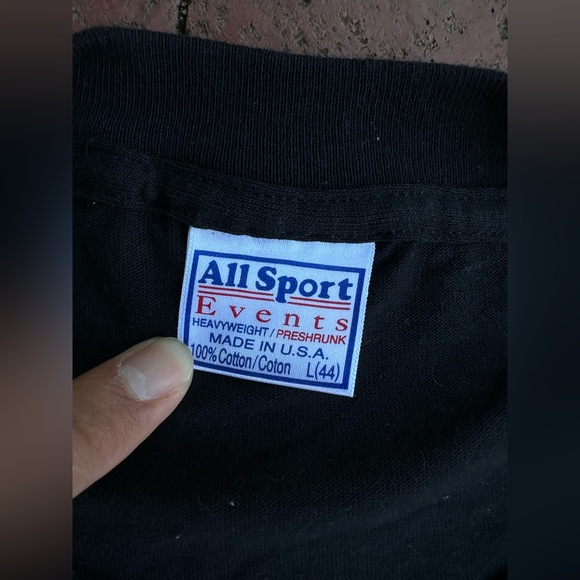 All Sport
Events
HEAVYWEIGHT / PRESHRUNK
MADE IN U.S.A.
100% Cotton/Coton L(44)